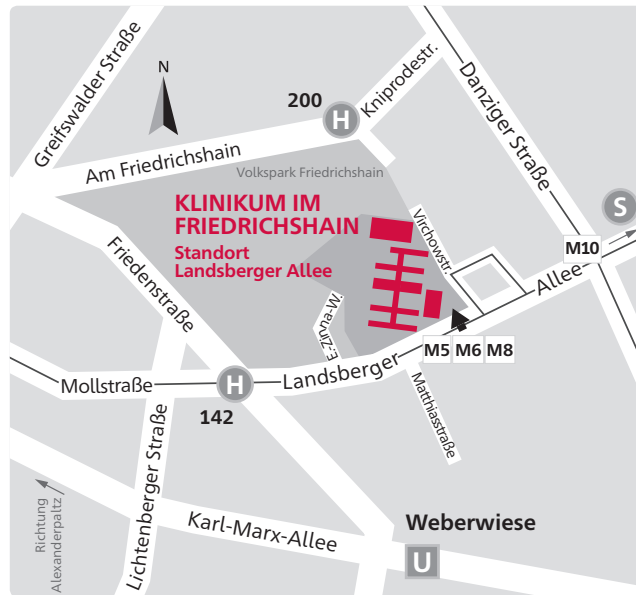 Greifswalder Straße
N
200
H
Kniprodestr.
Danziger Straße
Am Friedrichshain
Volkspark Friedrichshain
S
KLINIKUM IM
FRIEDRICHSHAIN
Standort
Landsberger Allee
Virchowstr.
M10
Friedenstraße
Allee
E.-Zinna-W.
M5 M6 M8
Landsberger
Mollstraße
H
142
Matthiasstraße
Lichtenberger Straße
Richtung
Alexanderpaltz
Karl-Marx-Allee
Weberwiese
U